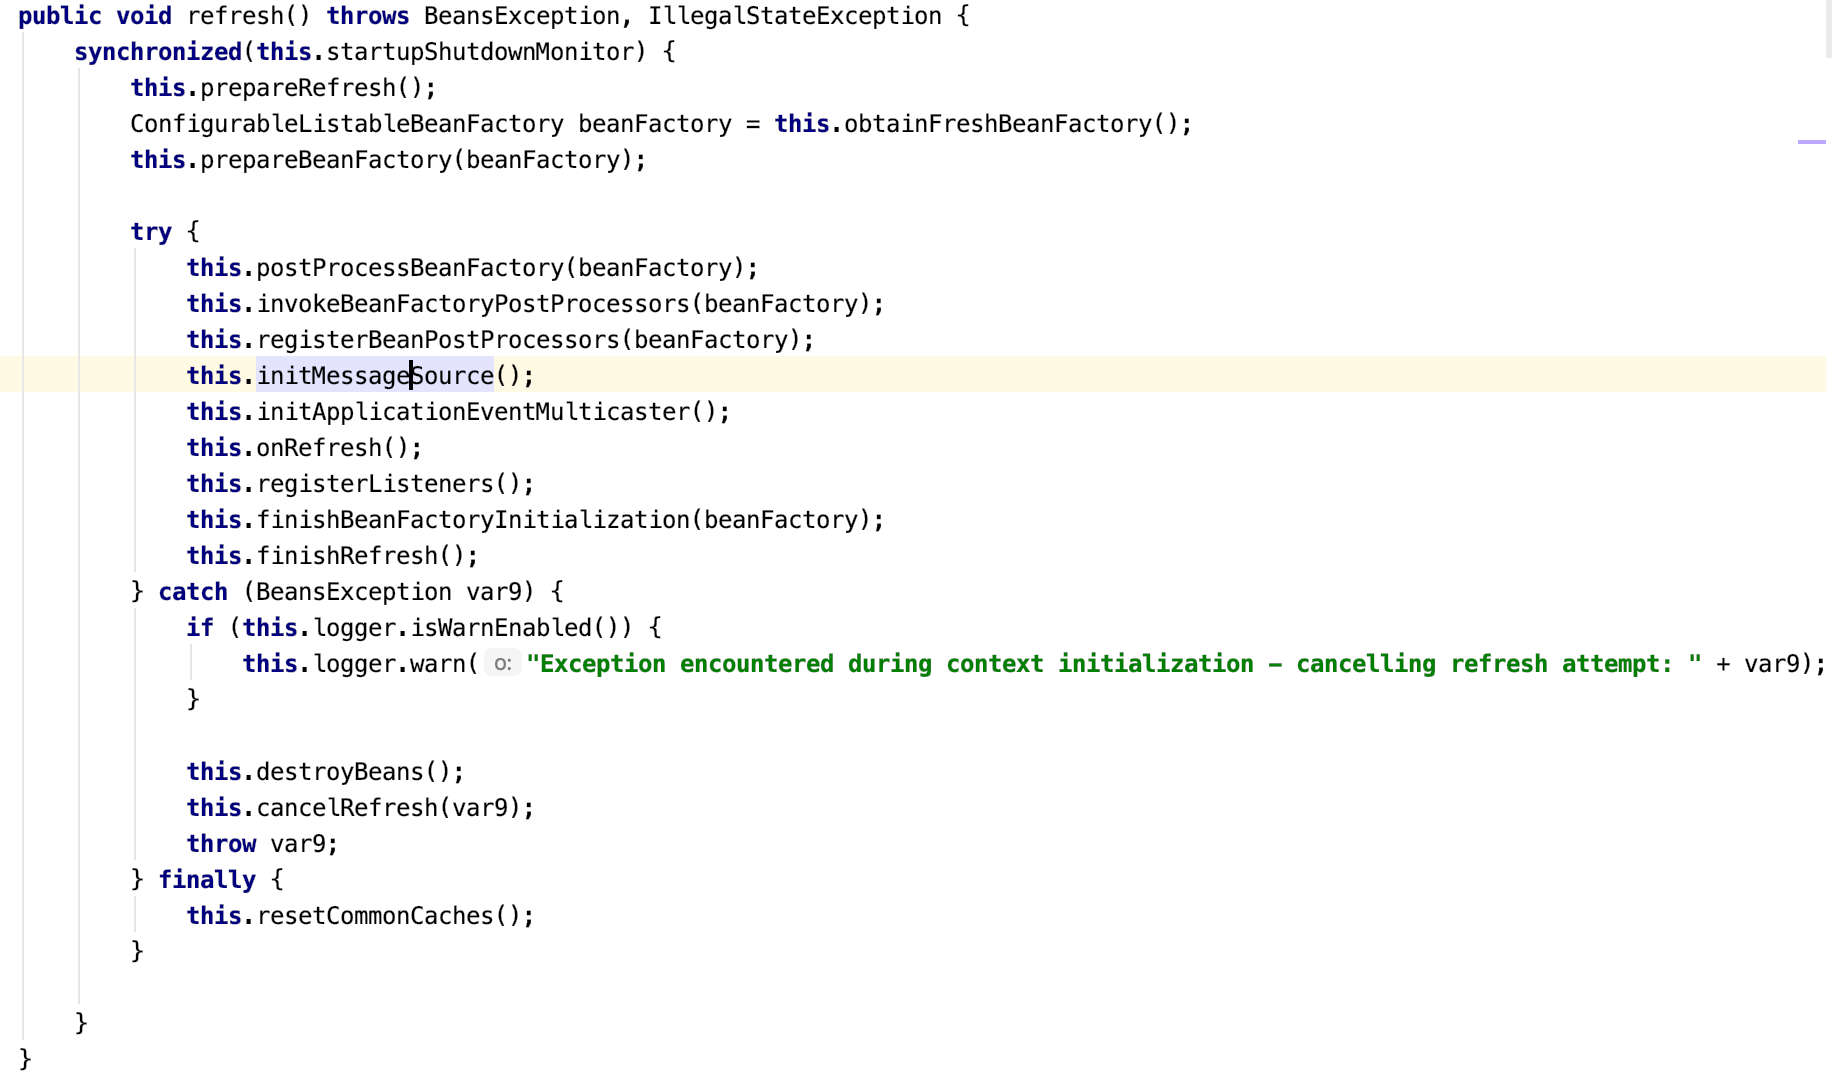 public void refresh() throws BeansException, IllegalStateException {
synchronized(this.startupShutdownMonitor) {
this.prepareRefresh();
ConfigurableListableBeanFactory beanFactory = this.obtainFreshBeanFactory();
this.prepareBeanFactory(beanFactory);
try {
this.postProcessBeanFactory(beanFactory);
this.invokeBeanFactoryPostProcessors(beanFactory);
this.registerBeanPostProcessors(beanFactory);
this.initMessageSource();
this.initApplicationEventMulticaster();
this.onRefresh();
this.registerListeners();
this.finishBeanFactoryInitialization(beanFactory);
this.finishRefresh();
} catch (BeansException var9) {
if (this.logger.isWarnEnabled()) {
this.logger.warn( o: "Exception encountered during context initialization - cancelling refresh attempt: " + var9);
}
this.destroyBeans();
this.cancelRefresh(var9);
throw var9;
} finally {
this.resetCommonCaches();
}
}
}